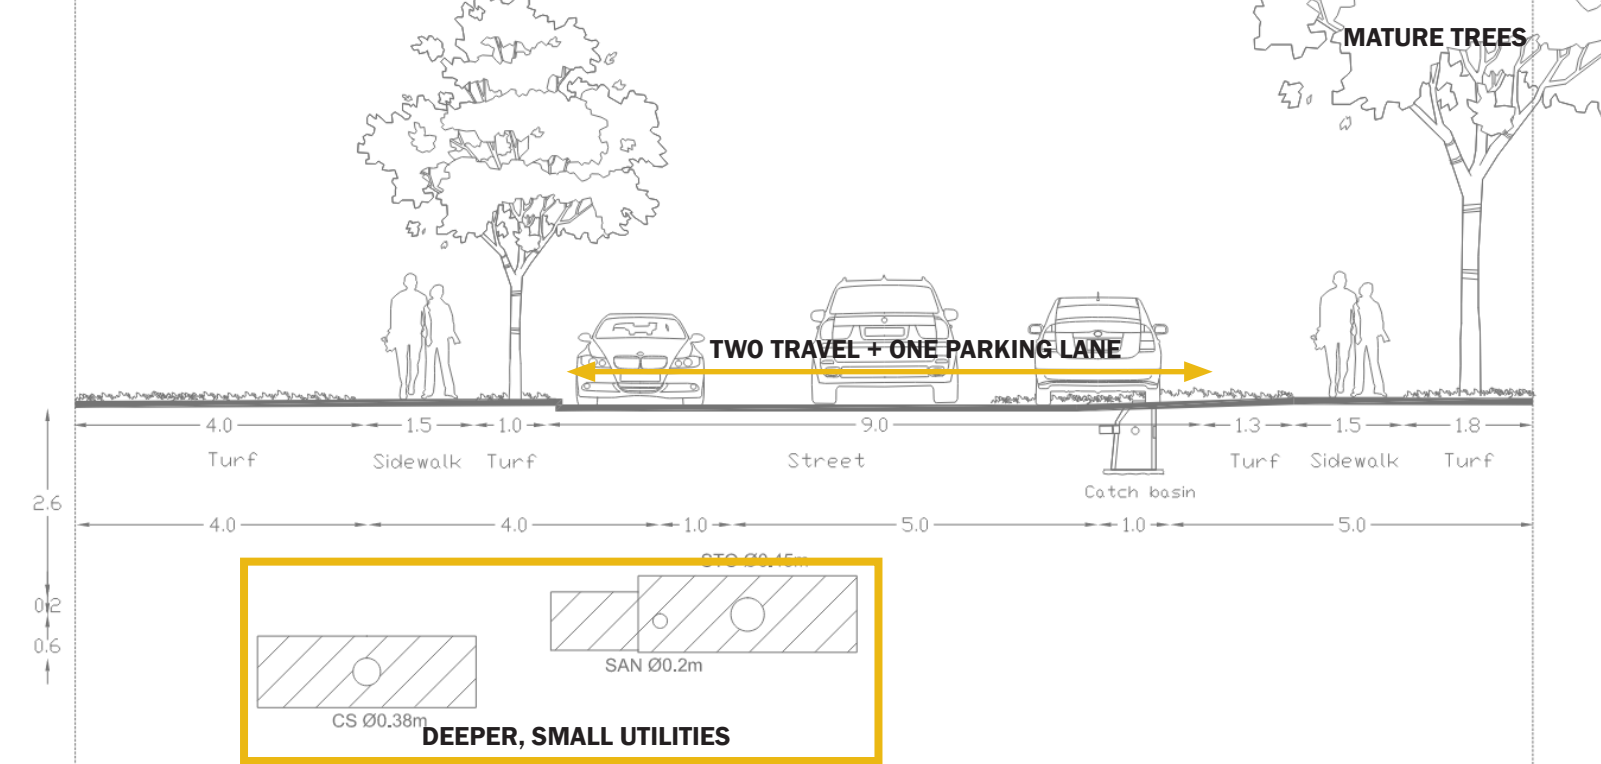 MATURE TREES
TWO TRAVEL + ONE PARKING LANE
4.0 1.5 1.0 9.0 1.3 1.5 1.8
Turf Sidewalk Turf Street Turf Sidewalk Turf
Catch basin
2.6
4.0 4.0 1.0 5.0 1.0 5.0
STO Ø0.45m
0.2
0.6
SAN Ø0.2m
CS Ø0.38m
DEEPER, SMALL UTILITIES